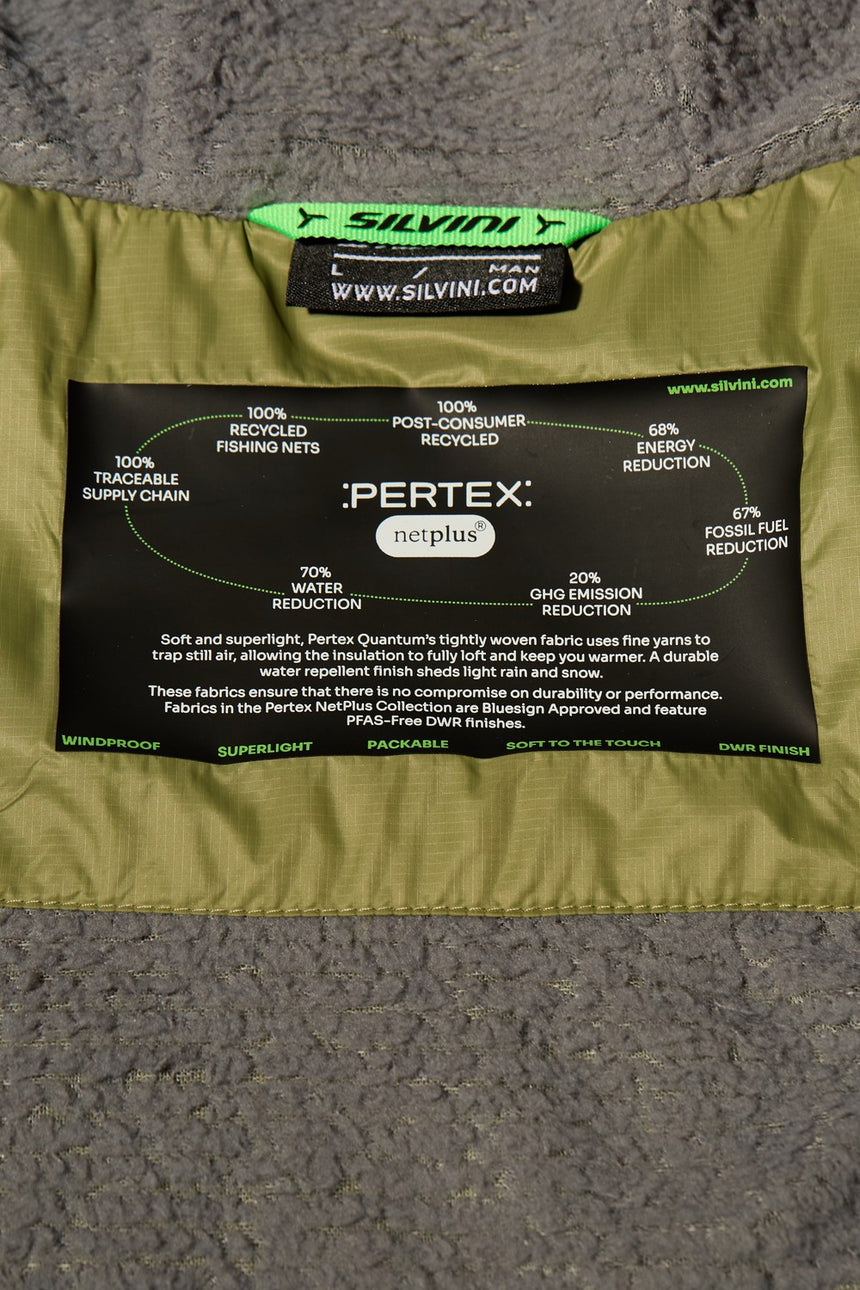 SILVINI
L / MAN
WWW.SILVINI.COM
www.silvini.com
100%
RECYCLED
FISHING NETS
100%
POST-CONSUMER
RECYCLED
68%
ENERGY
REDUCTION
100%
TRACEABLE
SUPPLY CHAIN
:PERTEX:
netplus®
67%
FOSSIL FUEL
REDUCTION
70%
WATER
REDUCTION
20%
GHG EMISSION
REDUCTION
Soft and superlight, Pertex Quantum's tightly woven fabric uses fine yarns to
trap still air, allowing the insulation to fully loft and keep you warmer. A durable
water repellent finish sheds light rain and snow.
These fabrics ensure that there is no compromise on durability or performance.
Fabrics in the Pertex NetPlus Collection are Bluesign Approved and feature
PFAS-Free DWR finishes.
WINDPROOF SUPERLIGHT PACKABLE SOFT TO THE TOUCH DWR FINISH